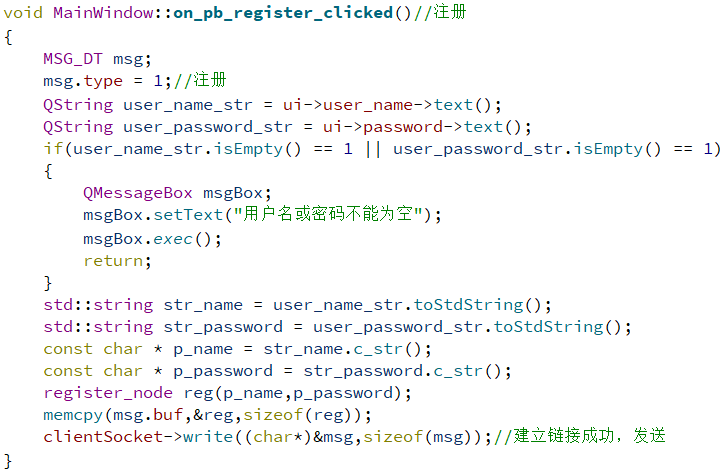 void MainWindow::on_pb_register_clicked()//注册
{
    MSG_DT msg;
    msg.type = 1;//注册
    QString user_name_str = ui->user_name->text();
    QString user_password_str = ui->password->text();
    if(user_name_str.isEmpty() == 1 || user_password_str.isEmpty() == 1)
    {
        QMessageBox msgBox;
        msgBox.setText("用户名或密码不能为空");
        msgBox.exec();
        return;
    }
    std::string str_name = user_name_str.toStdString();
    std::string str_password = user_password_str.toStdString();
    const char * p_name = str_name.c_str();
    const char * p_password = str_password.c_str();
    register_node reg(p_name,p_password);
    memcpy(msg.buf,&reg,sizeof(reg));
    clientSocket->write((char*)&msg,sizeof(msg));//建立链接成功，发送
}